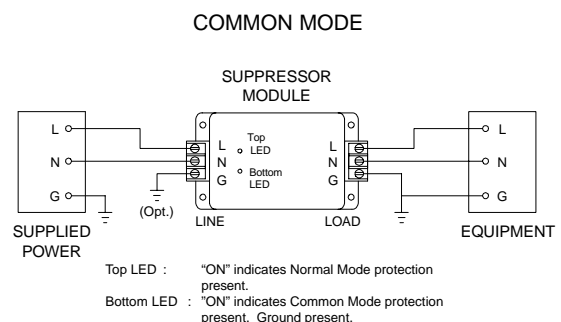 COMMON MODE
SUPPRESSOR
MODULE
L
N
G
SUPPLIED
POWER
(Opt.)
L
N
G
LINE
Top
LED
Bottom
LED
L
N
G
LOAD
L
N
G
EQUIPMENT
Top LED : “ON” indicates Normal Mode protection
present.
Bottom LED : ”ON” indicates Common Mode protection
present. Ground present.